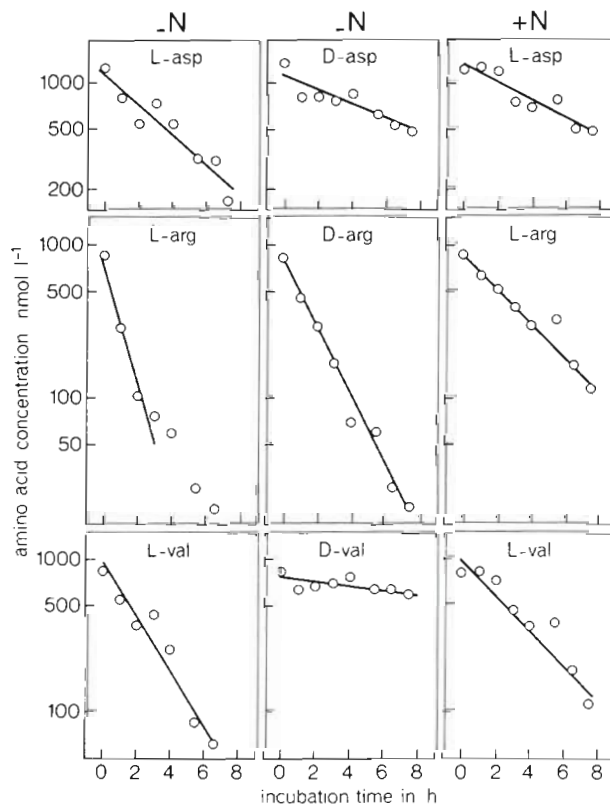 -N -N +N
L-asp D-asp L-asp
1000
500
200
L-arg D-arg L-arg
1000
500
100
50
L-val D-val L-val
1000
500
100
0 2 4 6 8 0 2 4 6 8 0 2 4 6 8
amino acid concentration nmol l⁻¹
incubation time in h